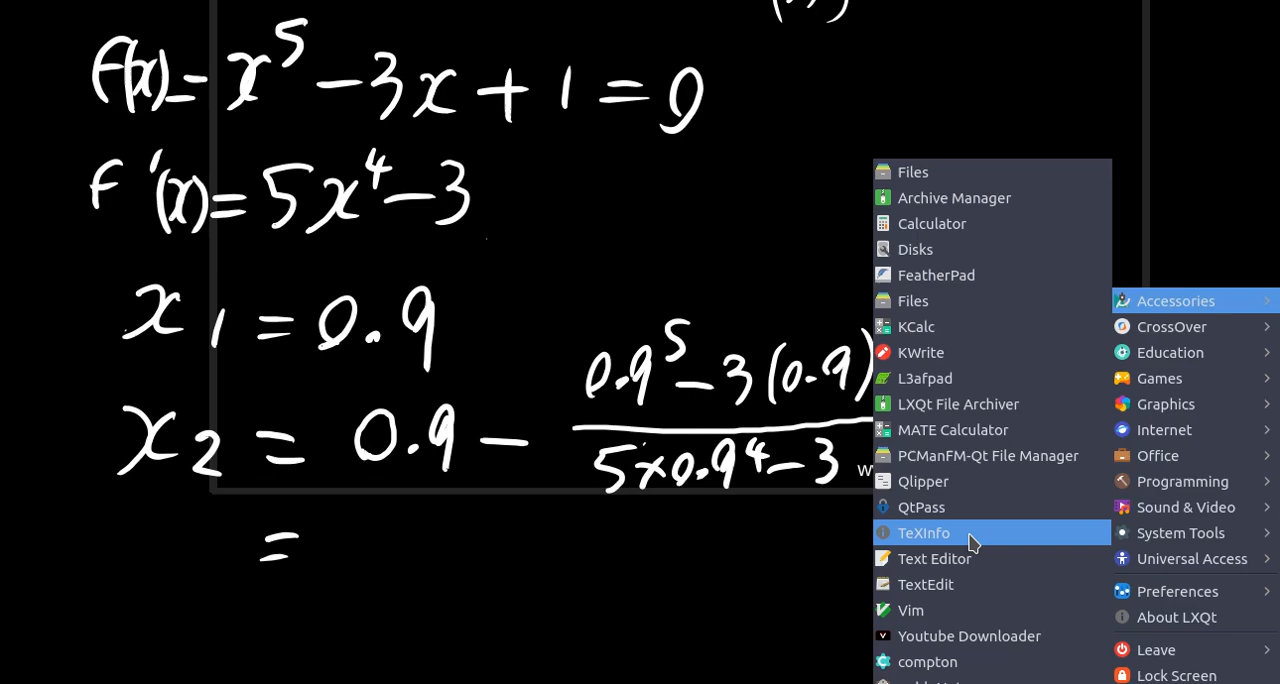 f(x)= x⁵ − 3x + 1 = 0
f'(x)= 5x⁴ − 3
x₁ = 0.9
x₂ = 0.9 − (0.9⁵ − 3(0.9) / 5×0.9⁴ − 3
=
w
Files
Archive Manager
Calculator
Disks
FeatherPad
Files
KCalc
KWrite
L3afpad
LXQt File Archiver
MATE Calculator
PCManFM-Qt File Manager
Qlipper
QtPass
TeXInfo
Text Editor
TextEdit
Vim
Youtube Downloader
compton
Accessories
CrossOver
Education
Games
Graphics
Internet
Office
Programming
Sound & Video
System Tools
Universal Access
Preferences
About LXQt
Leave
Lock Screen